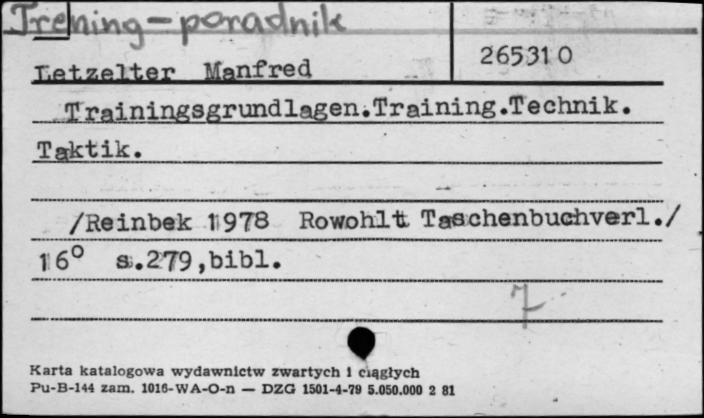 Trening - poradnik
265310
Letzelter Manfred
Trainingsgrundlagen.Training.Technik.
Taktik.
/Reinbek 1978 Rowohlt Taschenbuchverl./
16° s.279,bibl.
7
Karta katalogowa wydawnictw zwartych i ciągłych
Pu-B-144 zam. 1016-WA-O-n — DZG 1501-4-79 5.050.000 2 81